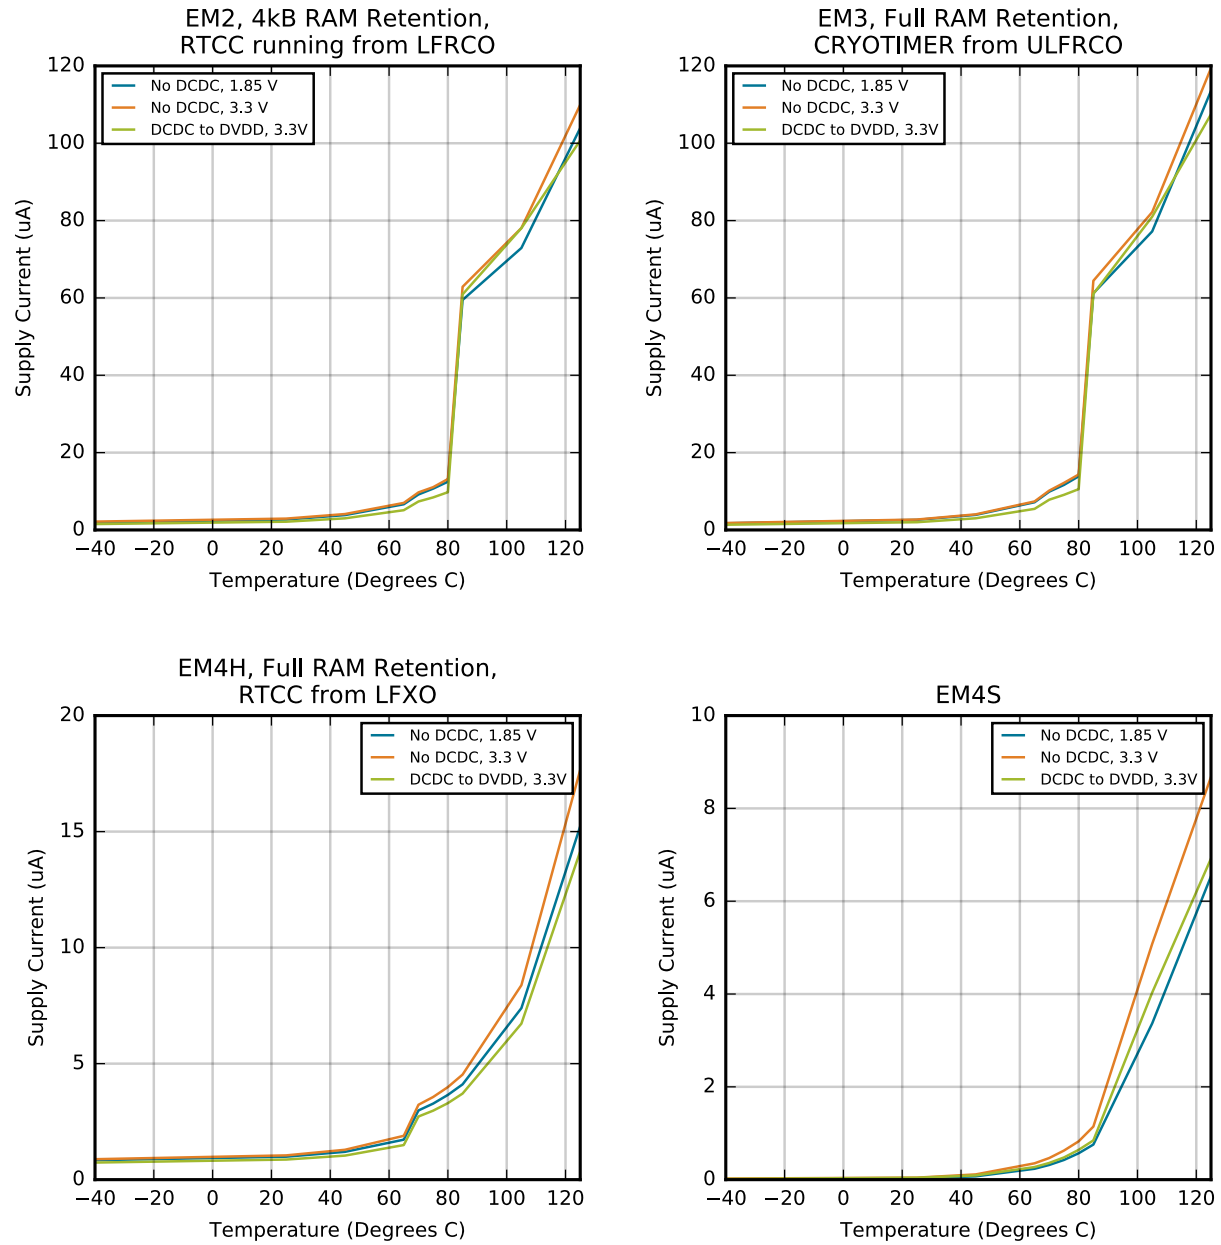 EM2, 4kB RAM Retention,
RTCC running from LFRCO
120
100
80
60
40
20
0
Supply Current (uA)
No DCDC, 1.85 V
No DCDC, 3.3 V
DCDC to DVDD, 3.3V
−40 −20 0 20 40 60 80 100 120
Temperature (Degrees C)
EM3, Full RAM Retention,
CRYOTIMER from ULFRCO
120
100
80
60
40
20
0
Supply Current (uA)
No DCDC, 1.85 V
No DCDC, 3.3 V
DCDC to DVDD, 3.3V
−40 −20 0 20 40 60 80 100 120
Temperature (Degrees C)
EM4H, Full RAM Retention,
RTCC from LFXO
20
15
10
5
0
Supply Current (uA)
No DCDC, 1.85 V
No DCDC, 3.3 V
DCDC to DVDD, 3.3V
−40 −20 0 20 40 60 80 100 120
Temperature (Degrees C)
EM4S
10
8
6
4
2
0
Supply Current (uA)
No DCDC, 1.85 V
No DCDC, 3.3 V
DCDC to DVDD, 3.3V
−40 −20 0 20 40 60 80 100 120
Temperature (Degrees C)